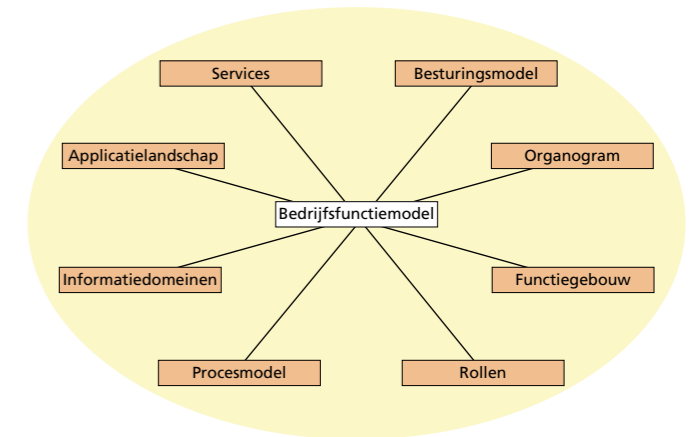 Services
Besturingsmodel
Applicatielandschap
Organogram
Bedrijfsfunctiemodel
Informatiedomeinen
Functiegebouw
Procesmodel
Rollen